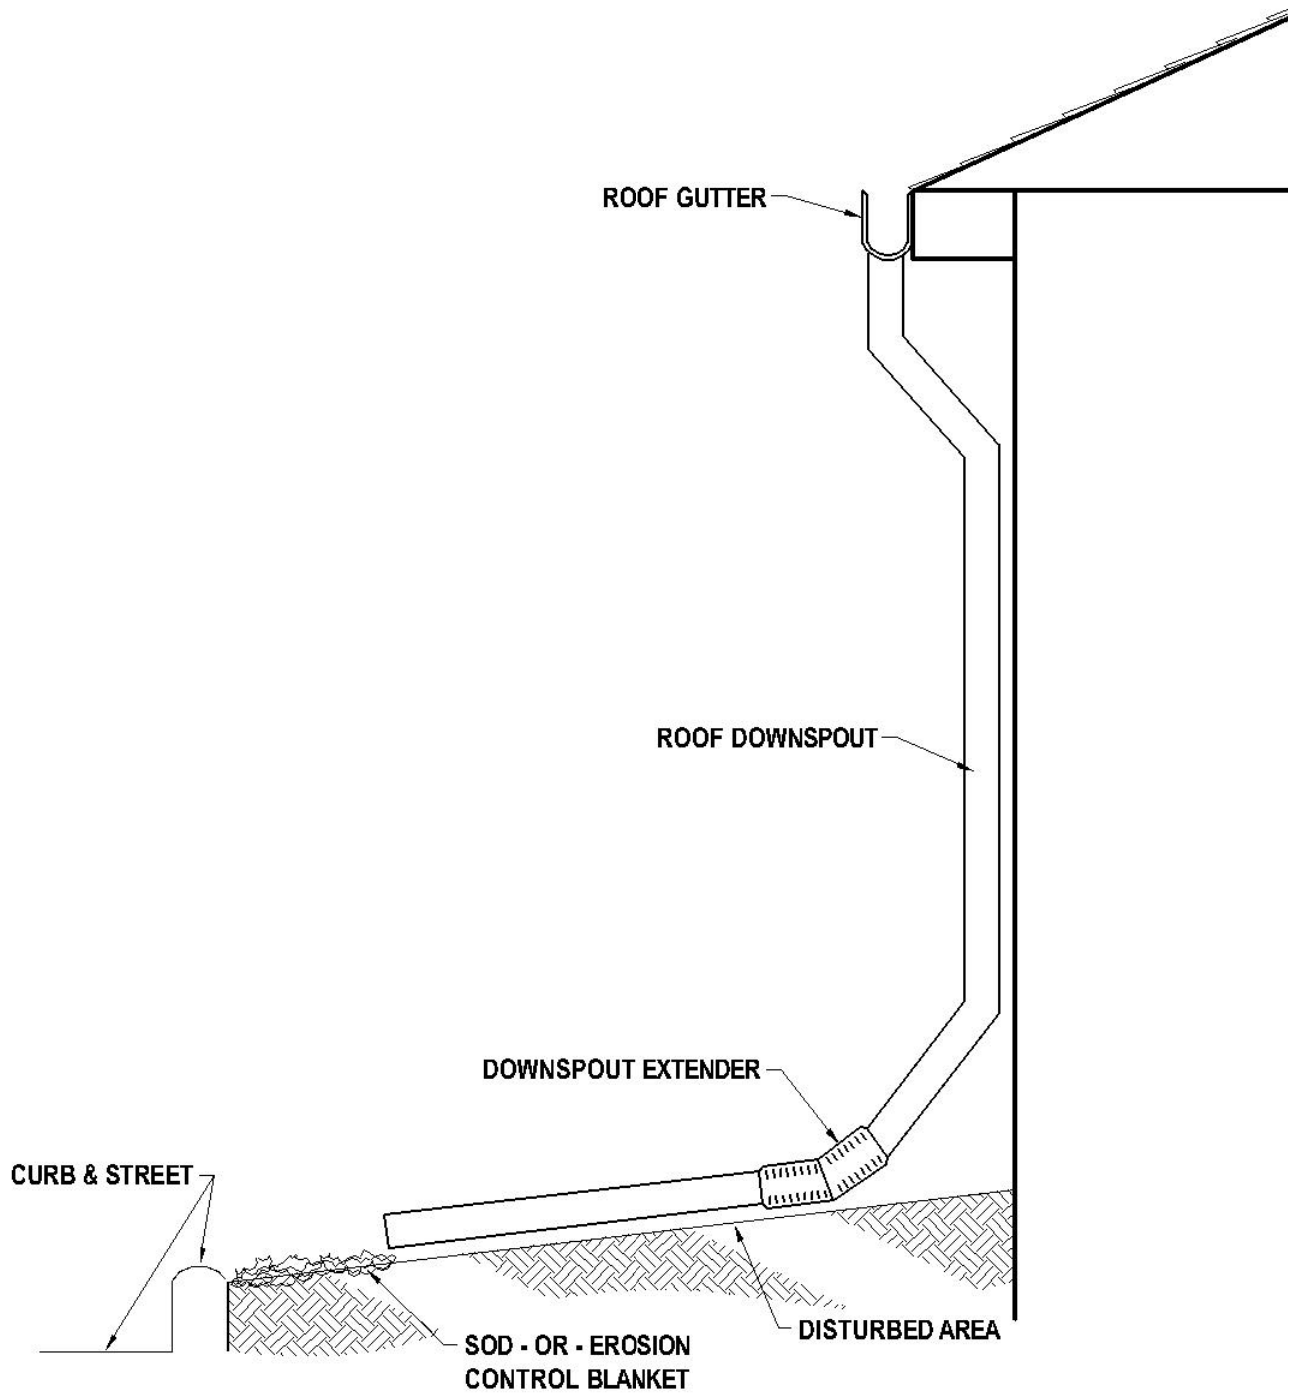 ROOF GUTTER
ROOF DOWNSPOUT
DOWNSPOUT EXTENDER
CURB & STREET
DISTURBED AREA
SOD - OR - EROSION
CONTROL BLANKET